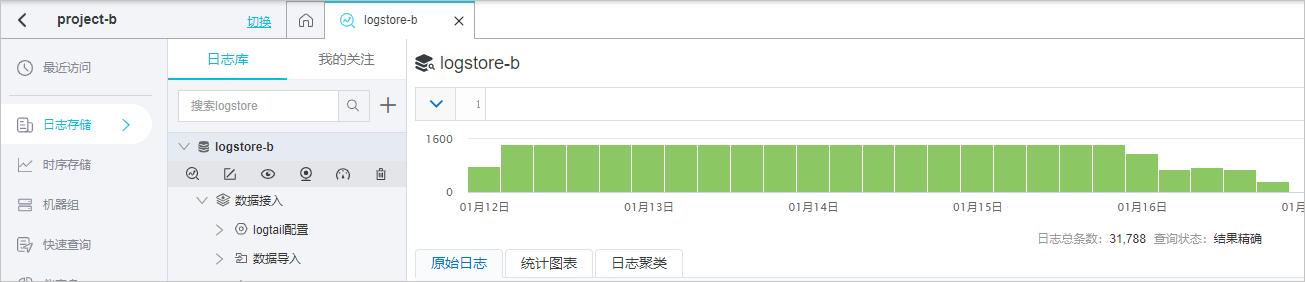 project-b 切换 logstore-b
最近访问
日志存储
时序存储
机器组
快速查询
日志库 我的关注
搜索logstore
logstore-b
数据接入
logtail配置
数据导入
logstore-b
1
1600
0
01月12日 01月13日 01月14日 01月15日 01月16日 01月
日志总条数：31,788 查询状态：结果精确
原始日志 统计图表 日志聚类